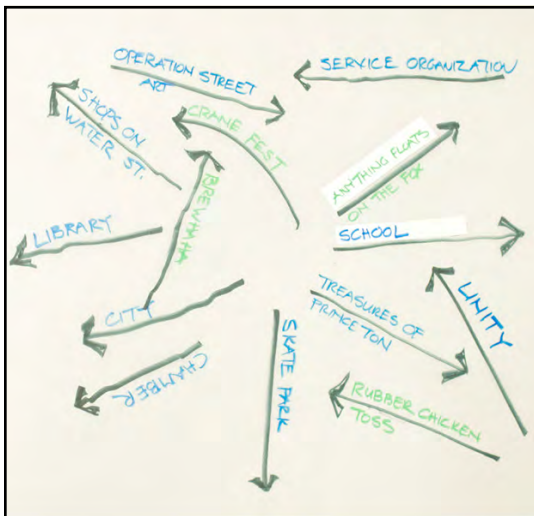 OPERATION STREET
ART
SERVICE ORGANIZATION
SHOPS ON
WATER ST.
CRANE FEST
BREWHAHA
ANYTHING FLOATS
ON THE FOX
LIBRARY
SCHOOL
CITY
TREASURES OF
PRINCETON
UNITY
CHAMBER
SKATE PARK
RUBBER CHICKEN
TOSS